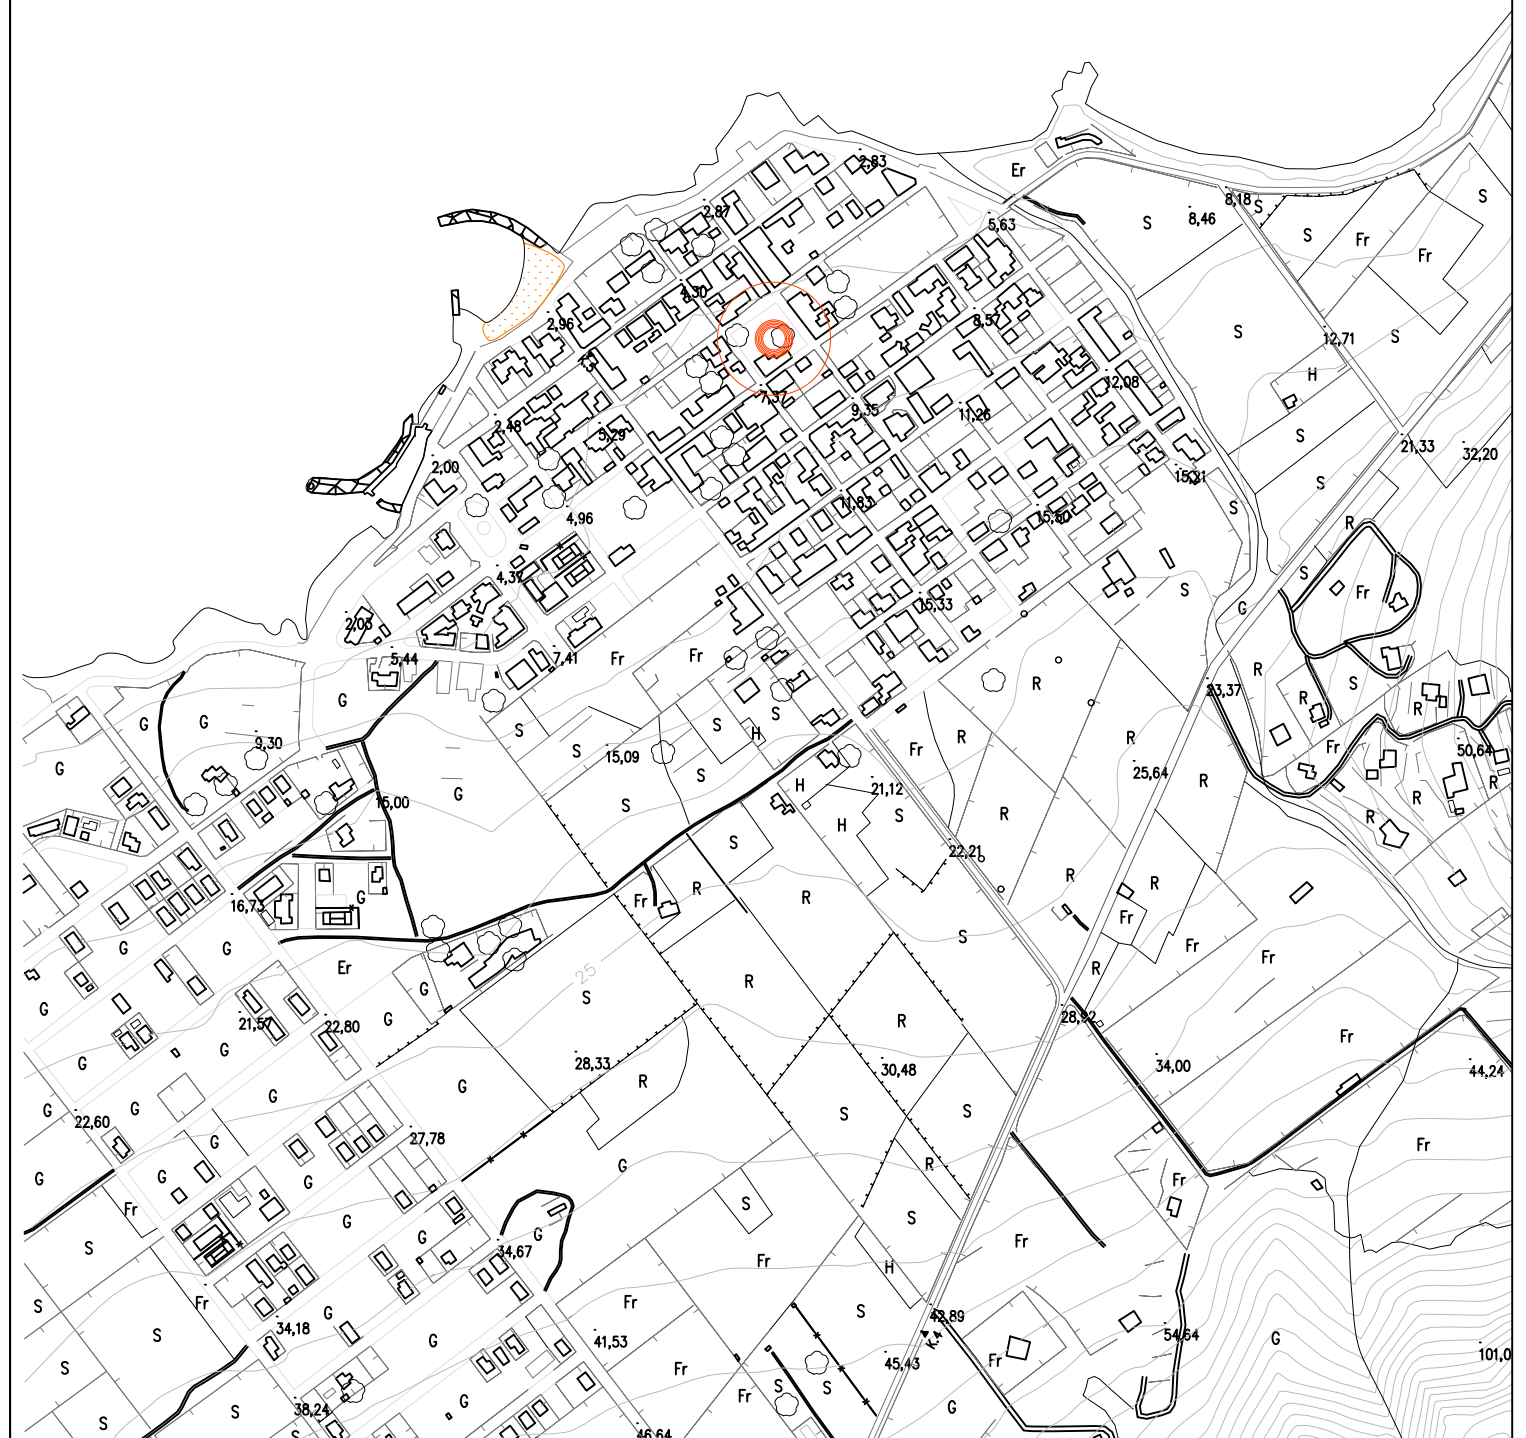 2,83
Er
S
2,87
8,18
S
5,63
8,46
S
S
Fr
Fr
4,30
2,96
8,57
S
12,71
S
H
12,08
7,37
9,35
11,26
2,48
5,29
S
21,33
32,20
2,00
15,21
S
11,83
4,96
S
15,50
R
4,37
S
S
Fr
15,33
G
2,03
5,44
7,41
Fr
Fr
R
R
S
23,37
R
G
G
G
S
S
S
R
9,30
H
Fr
R
R
Fr
50,64
S
15,09
G
S
25,64
R
R
H
21,12
R
15,00
G
S
H
S
R
R
S
22,21
R
R
R
R
G
Fr
16,73
Fr
S
G
G
Fr
Fr
Er
R
25
R
G
S
G
G
R
28,92
21,57
22,80
Fr
G
G
28,33
30,48
34,00
44,24
R
G
G
G
G
S
S
22,60
G
27,78
Fr
G
R
G
G
G
Fr
Fr
S
G
S
G
G
Fr
S
34,67
Fr
H
Fr
Fr
S
G
S
42,89
34,18
S
G
41,53
K.4
54,64
G
45,43
101,0
S
Fr
Fr
S
S
Fr
G
38,24
S
G
S
S
46,64